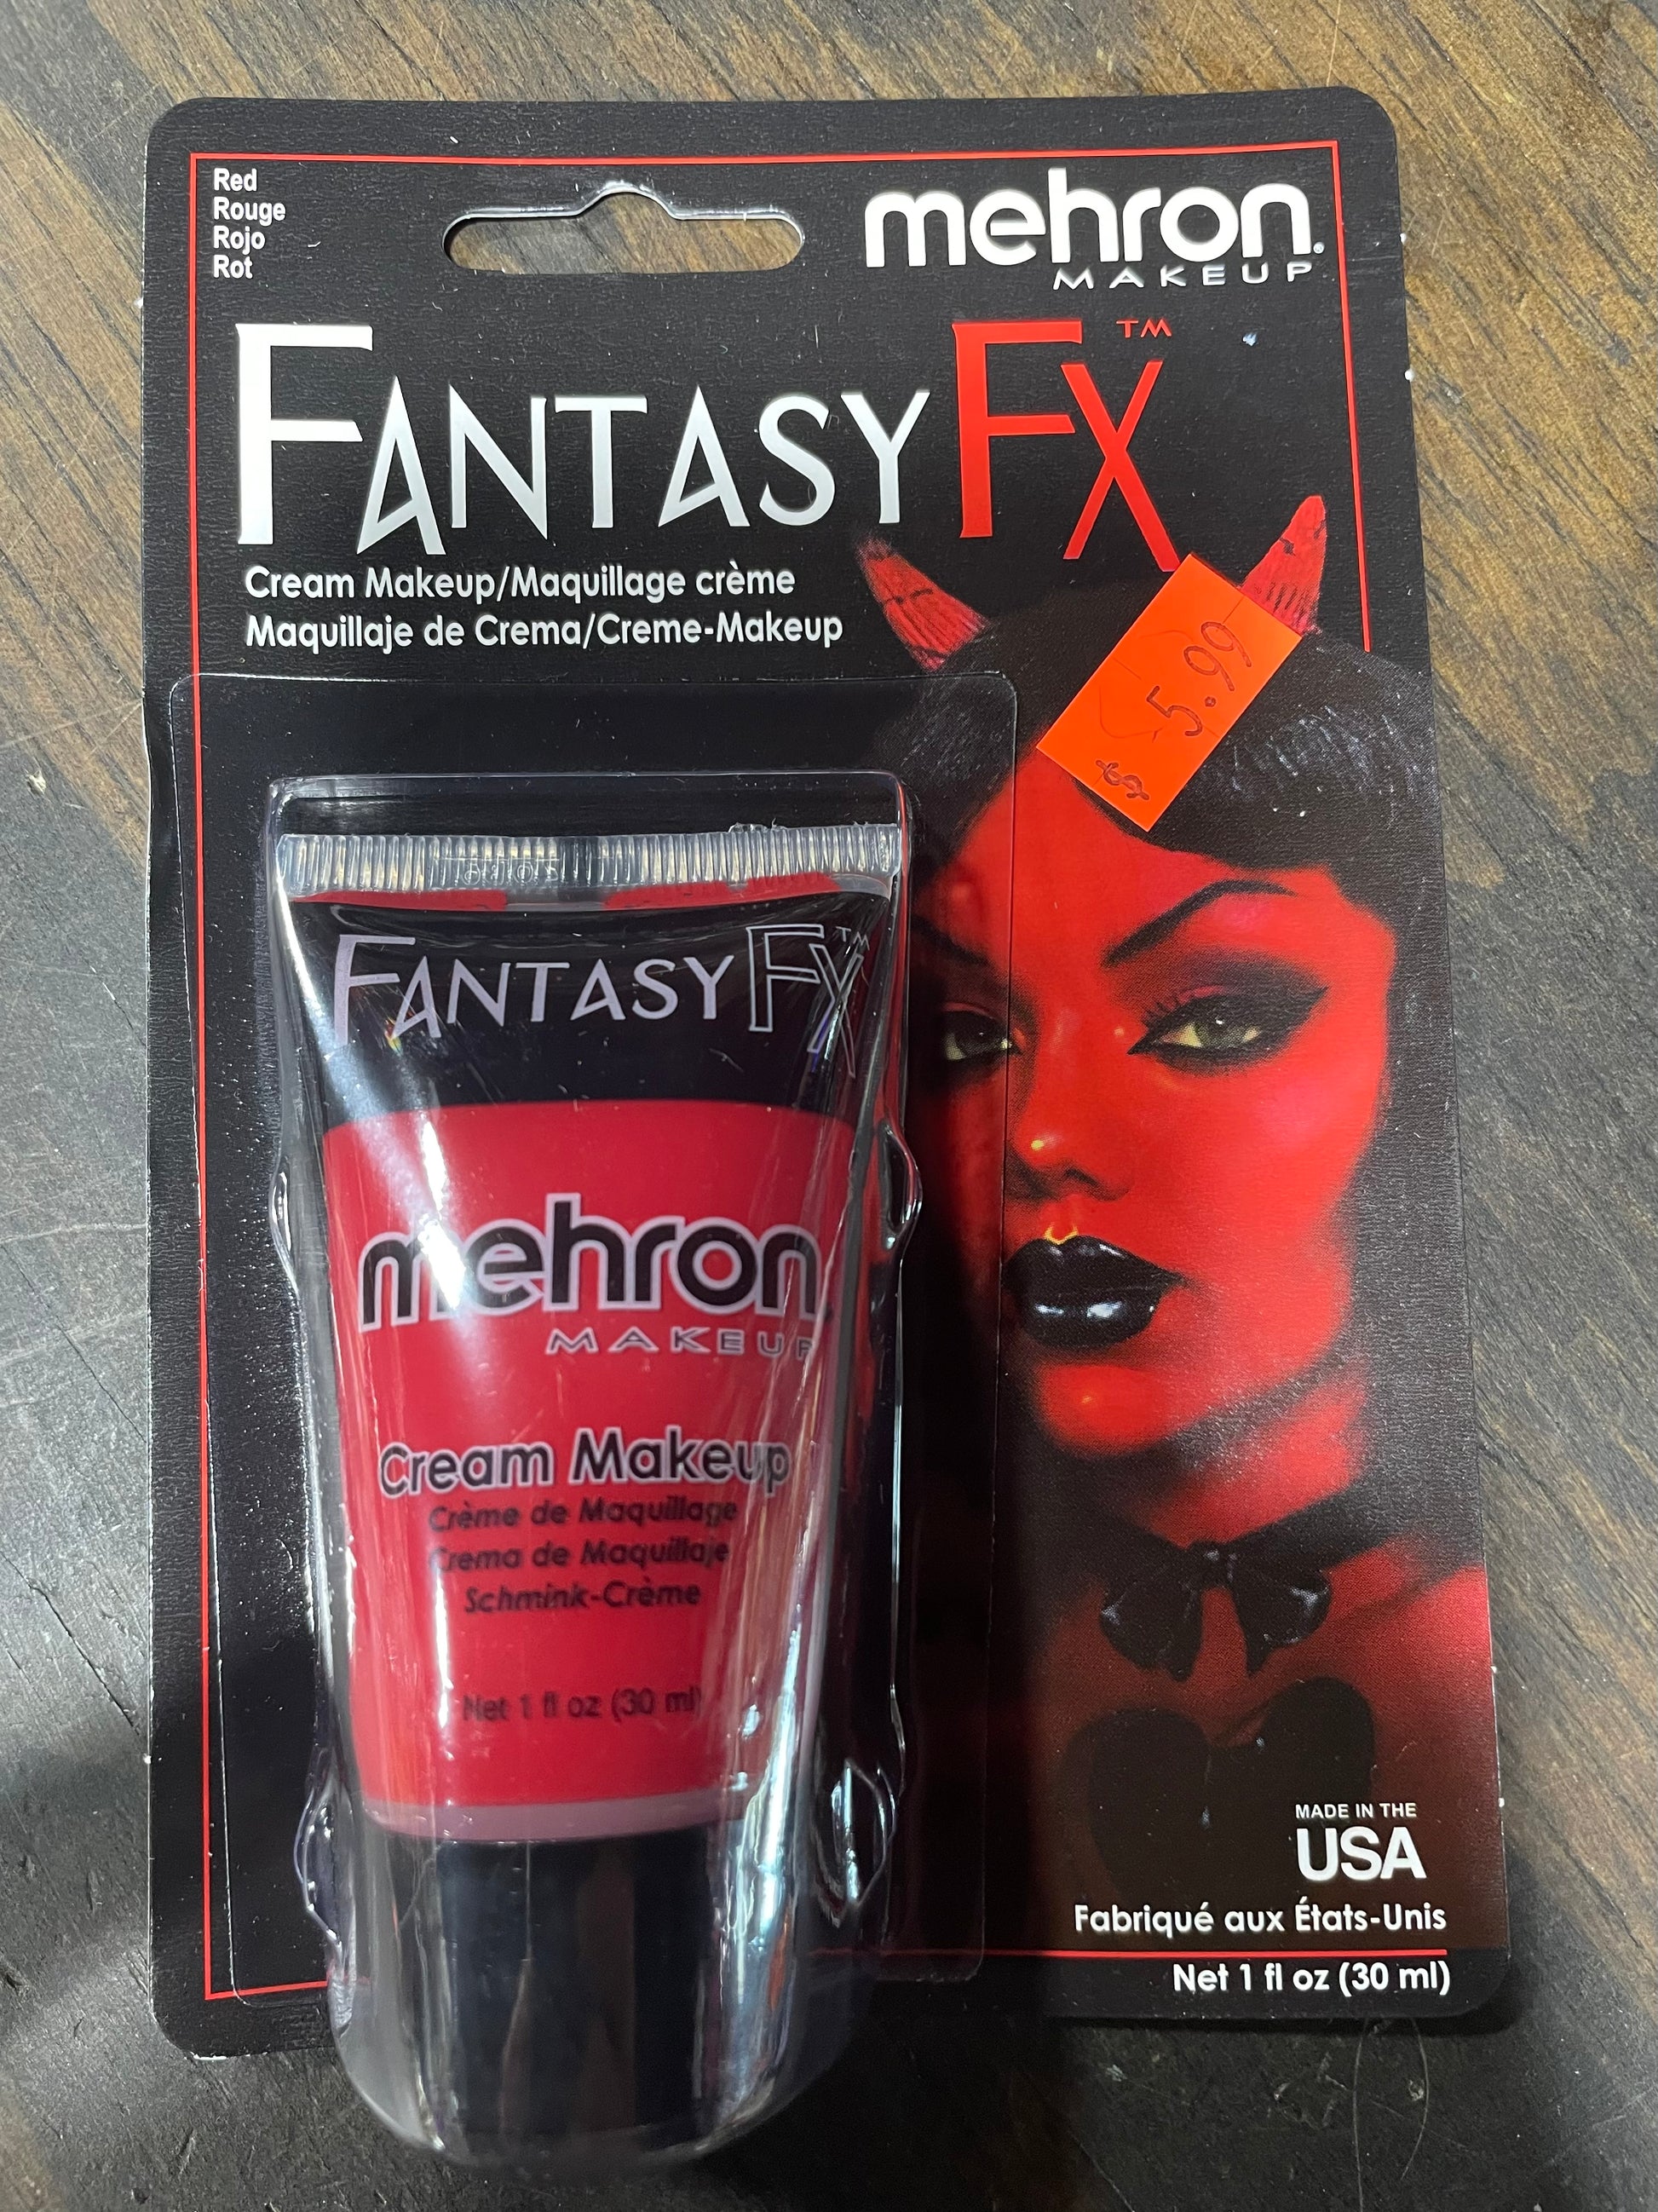 Red
Rouge
Rojo
Rot
mehron®
MAKEUP
FANTASY FX™
Cream Makeup/Maquillage crème
Maquillaje de Crema/Creme-Makeup
$5.99
FANTASY FX™
mehron
MAKEUP
Cream Makeup
Crème de Maquillage
Crema de Maquillaje
Schmink-Crème
Net 1 fl oz (30 ml)
MADE IN THE
USA
Fabriqué aux États-Unis
Net 1 fl oz (30 ml)